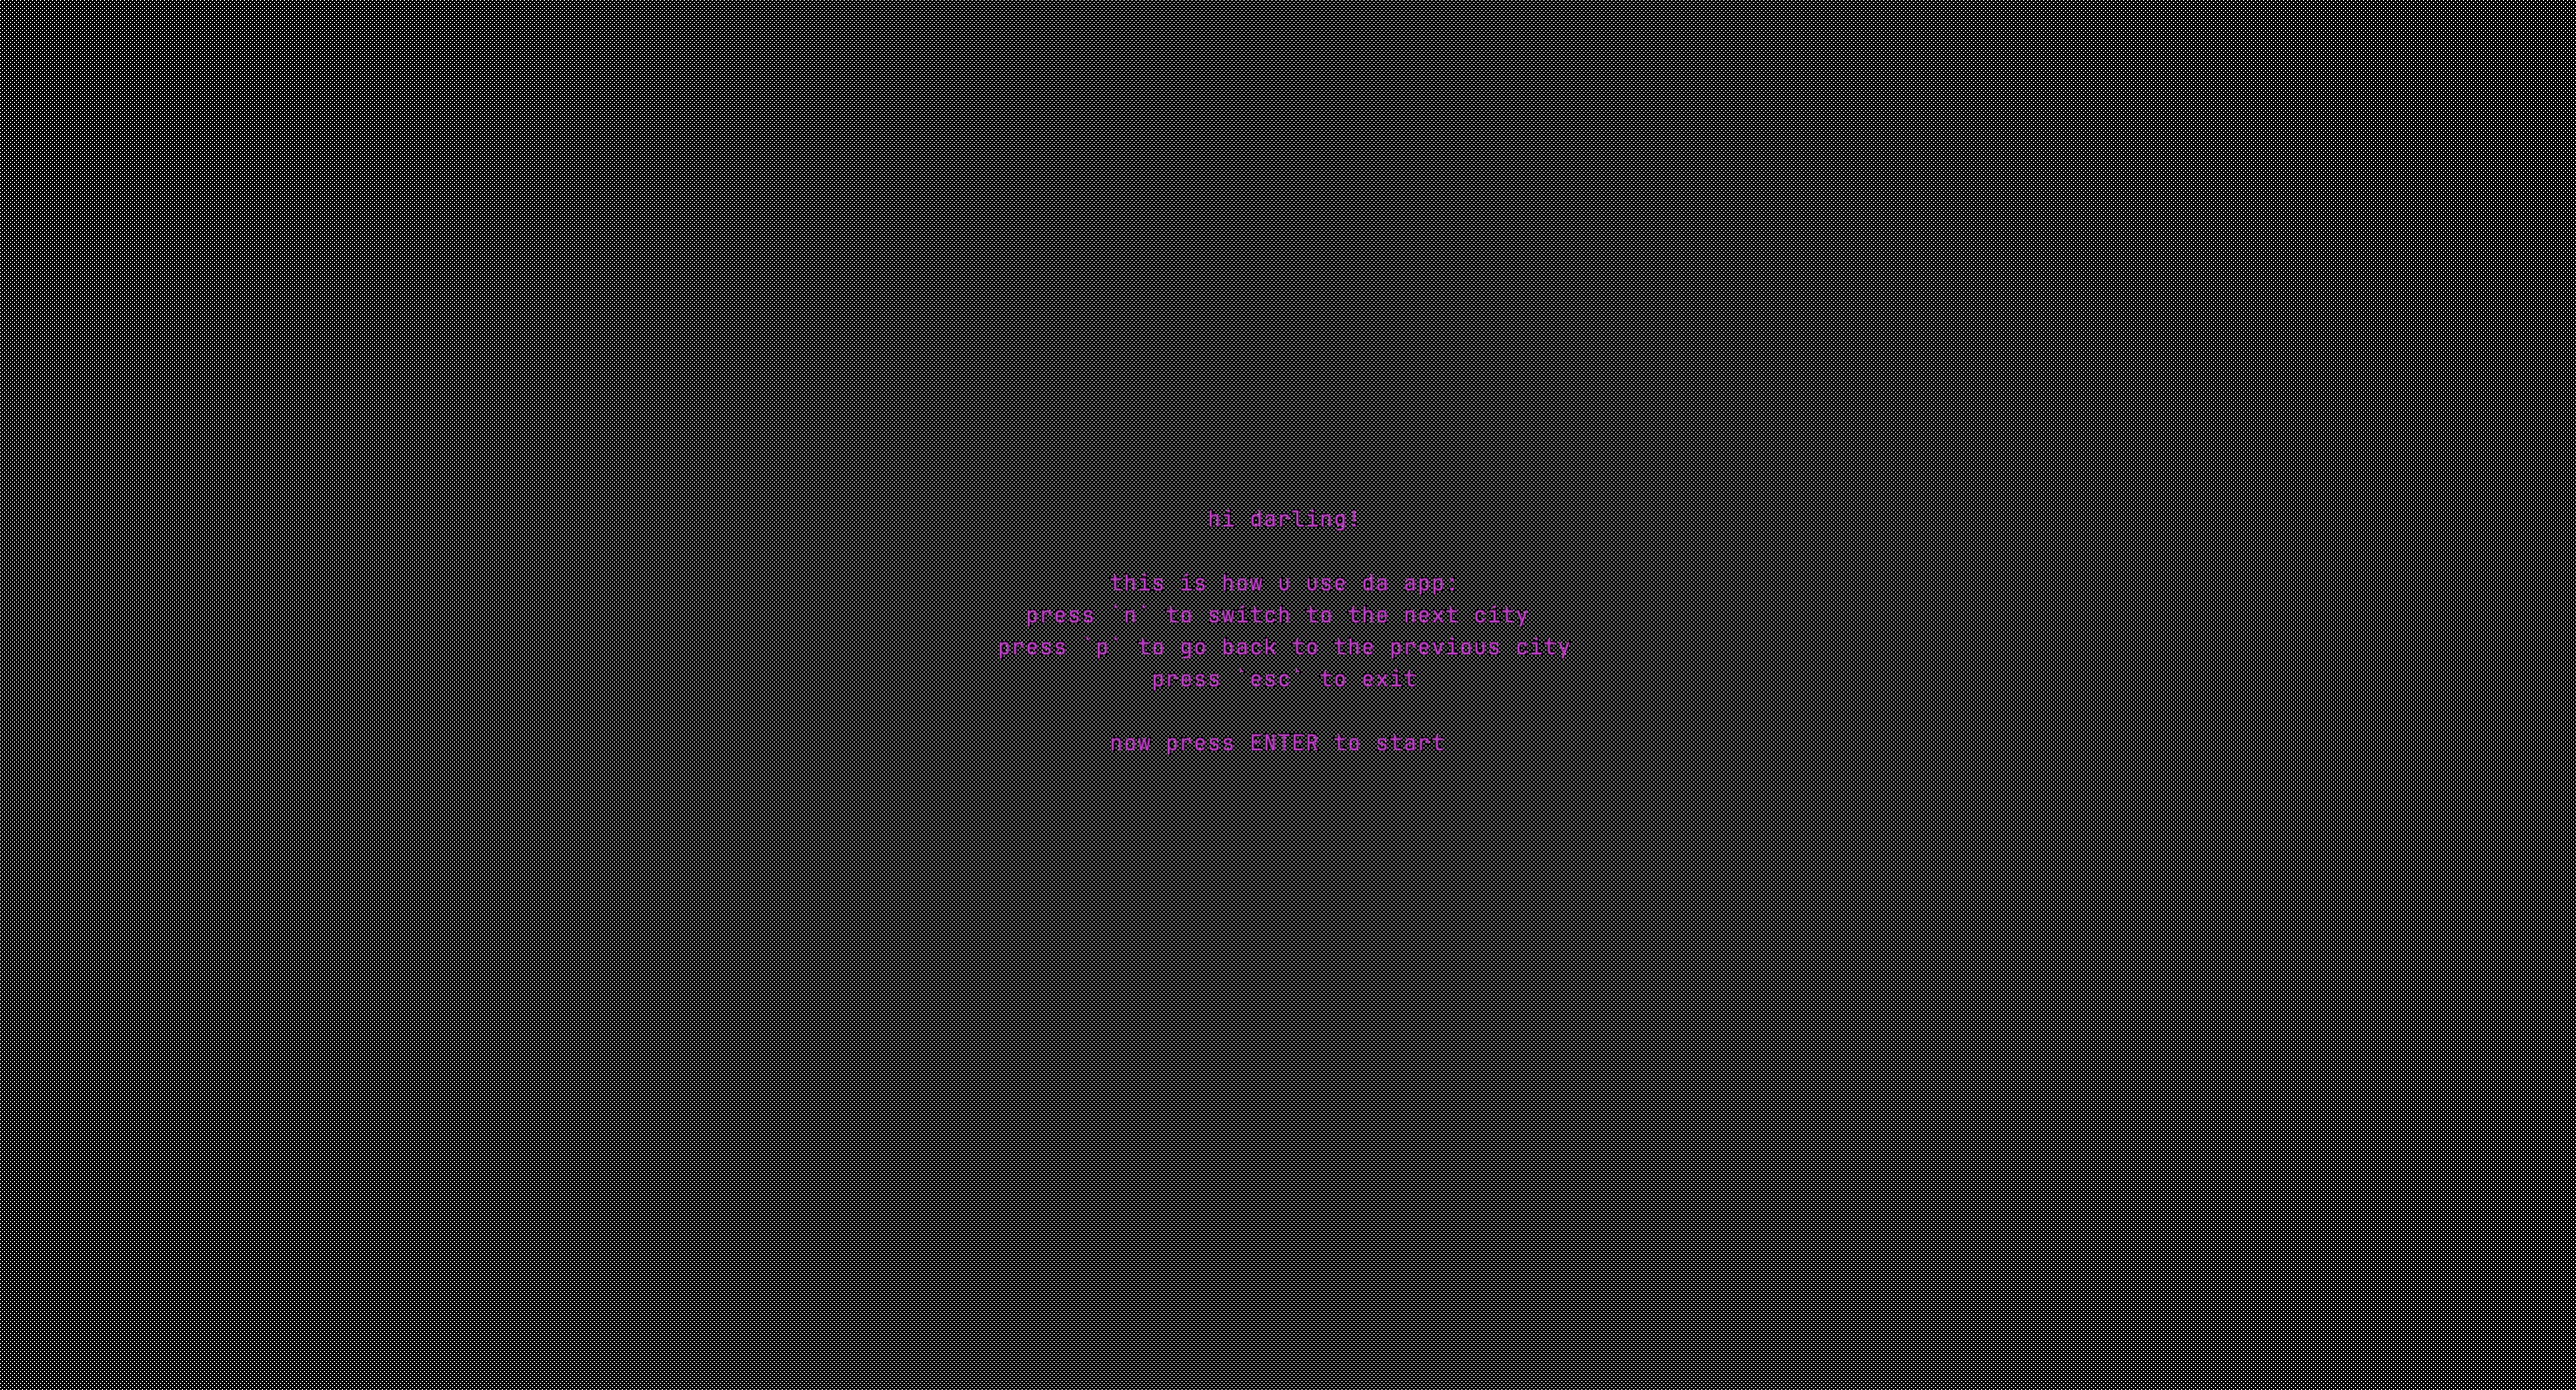 hi darling!
this is how u use da app:
press `n` to switch to the next city
press `p` to go back to the previous city
press `esc` to exit
now press ENTER to start